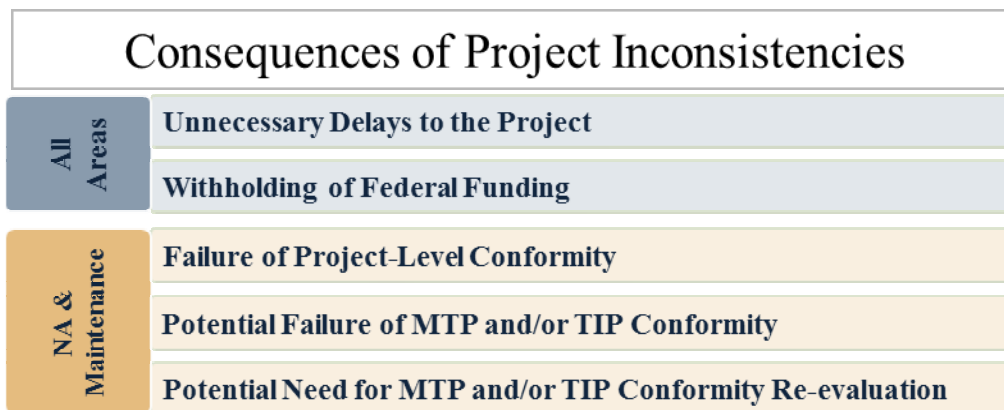 Consequences of Project Inconsistencies
All
Areas
Unnecessary Delays to the Project
Withholding of Federal Funding
NA &
Maintenance
Failure of Project-Level Conformity
Potential Failure of MTP and/or TIP Conformity
Potential Need for MTP and/or TIP Conformity Re-evaluation